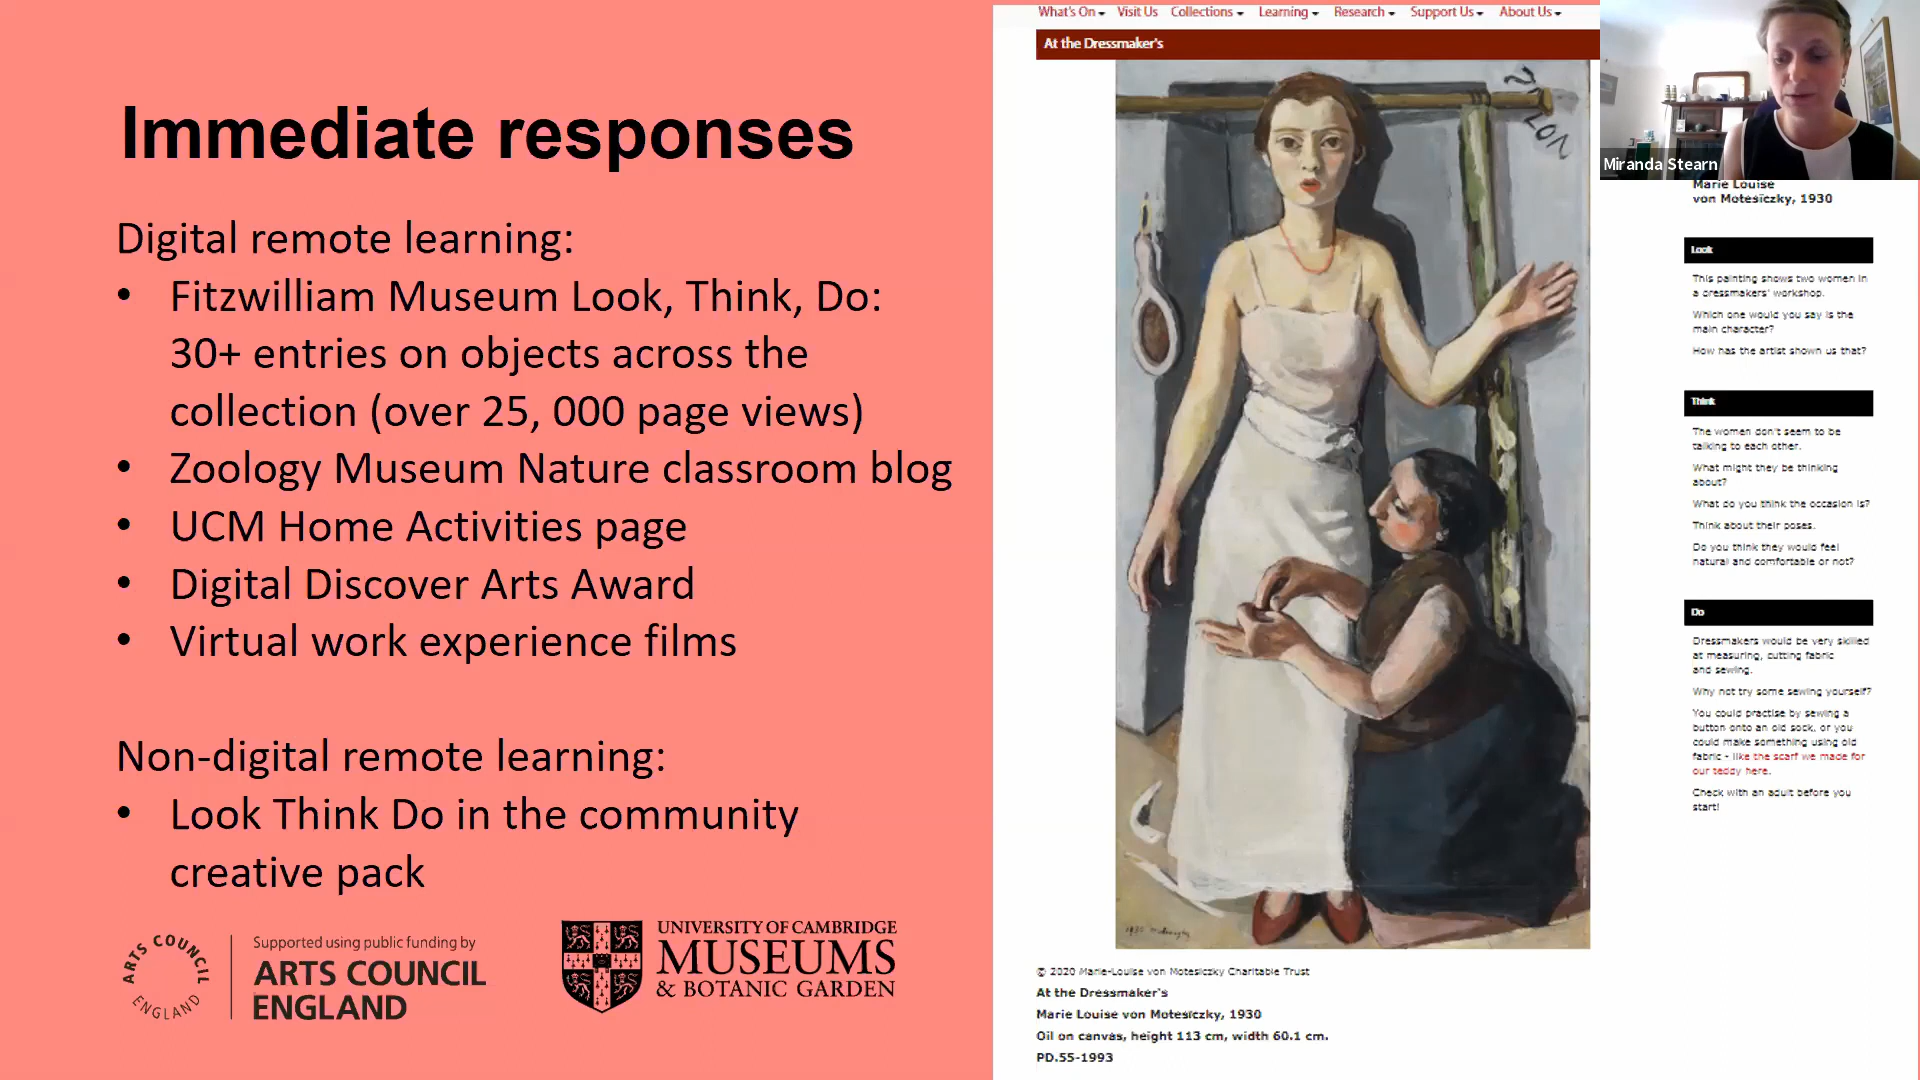 Immediate responses
Digital remote learning:
• Fitzwilliam Museum Look, Think, Do:
30+ entries on objects across the
collection (over 25, 000 page views)
• Zoology Museum Nature classroom blog
• UCM Home Activities page
• Digital Discover Arts Award
• Virtual work experience films
Non-digital remote learning:
• Look Think Do in the community
creative pack
ARTS COUNCIL
ENGLAND
Supported using public funding by
ARTS COUNCIL
ENGLAND
UNIVERSITY OF CAMBRIDGE
MUSEUMS
& BOTANIC GARDEN
What's On Visit Us Collections Learning Research Support Us About Us
At the Dressmaker's
Miranda Stearn
Marie Louise
von Motesiczky, 1930
Look
This painting shows two women in
a dressmakers' workshop.
Which one would you say is the
main character?
How has the artist shown us that?
Think
The women don't seem to be
talking to each other.
What might they be thinking
about?
What do you think the occasion is?
Think about their poses.
Do you think they would feel
natural and comfortable or not?
Do
Dressmakers would be very skilled
at measuring, cutting fabric
and sewing.
Why not try some sewing yourself?
You could practise by sewing a
button onto an old sock, or you
could make something using old
fabric - like the scarf we made for
our teddy here.
Check with an adult before you
start!
© 2020 Marie-Louise von Motesiczky Charitable Trust
At the Dressmaker's
Marie Louise von Motesiczky, 1930
Oil on canvas, height 113 cm, width 60.1 cm.
PD.55-1993